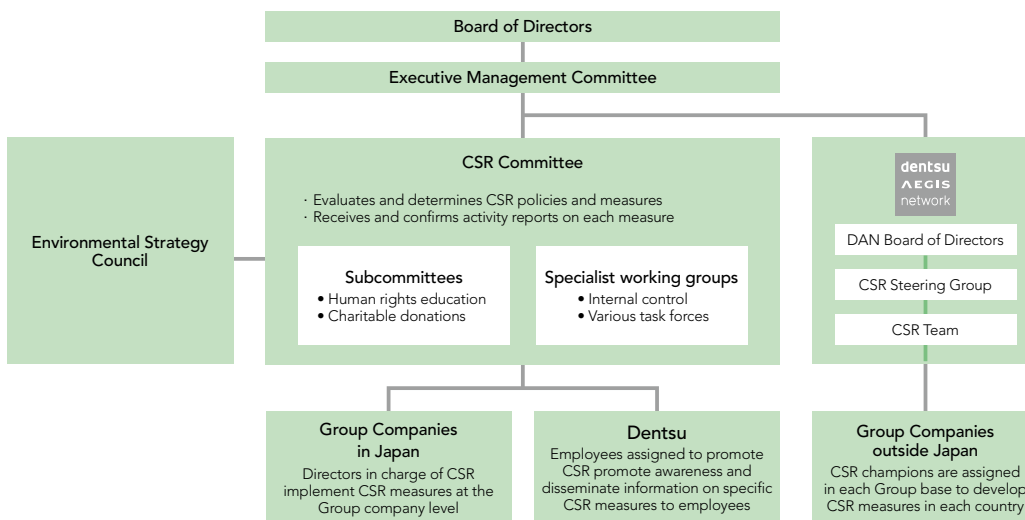 Board of Directors
Executive Management Committee
Environmental Strategy
Council
CSR Committee
· Evaluates and determines CSR policies and measures
· Receives and confirms activity reports on each measure
Subcommittees
• Human rights education
• Charitable donations
Specialist working groups
• Internal control
• Various task forces
dentsu
AEGIS
network
DAN Board of Directors
CSR Steering Group
CSR Team
Group Companies
in Japan
Directors in charge of CSR
implement CSR measures at the
Group company level
Dentsu
Employees assigned to promote
CSR promote awareness and
disseminate information on specific
CSR measures to employees
Group Companies
outside Japan
CSR champions are assigned
in each Group base to develop
CSR measures in each country